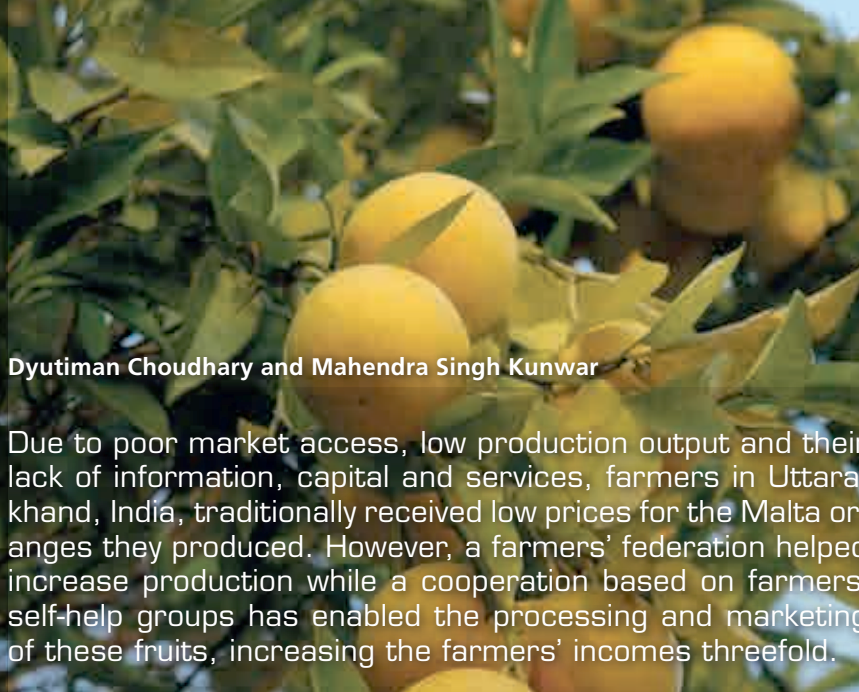 Dyutiman Choudhary and Mahendra Singh Kunwar
Due to poor market access, low production output and their
lack of information, capital and services, farmers in Uttara
khand, India, traditionally received low prices for the Malta or
anges they produced. However, a farmers’ federation helped
increase production while a cooperation based on farmers
self-help groups has enabled the processing and marketing
of these fruits, increasing the farmers’ incomes threefold.